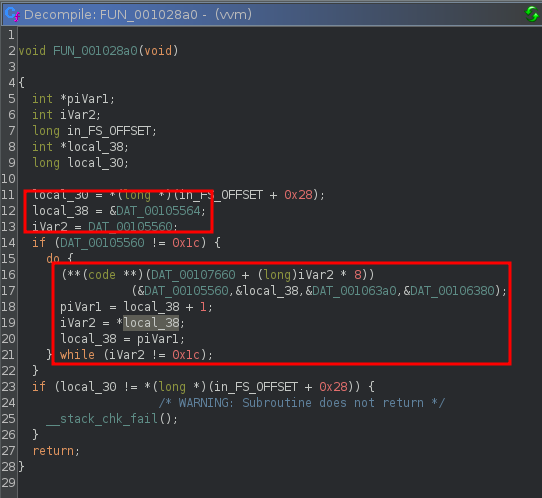 Decompile: FUN_001028a0 - (vvm)
1
2 void FUN_001028a0(void)
3
4 {
5 int *piVar1;
6 int iVar2;
7 long in_FS_OFFSET;
8 int *local_38;
9 long local_30;
10
11 local_30 = *(long *)(in_FS_OFFSET + 0x28);
12 local_38 = &DAT_00105564;
13 iVar2 = DAT_00105560;
14 if (DAT_00105560 != 0x1c) {
15 do {
16 (**(code **)(DAT_00107660 + (long)iVar2 * 8))
17 (&DAT_00105560,&local_38,&DAT_001063a0,&DAT_00106380);
18 piVar1 = local_38 + 1;
19 iVar2 = *local_38;
20 local_38 = piVar1;
21 } while (iVar2 != 0x1c);
22 }
23 if (local_30 != *(long *)(in_FS_OFFSET + 0x28)) {
24 /* WARNING: Subroutine does not return */
25 __stack_chk_fail();
26 }
27 return;
28 }
29